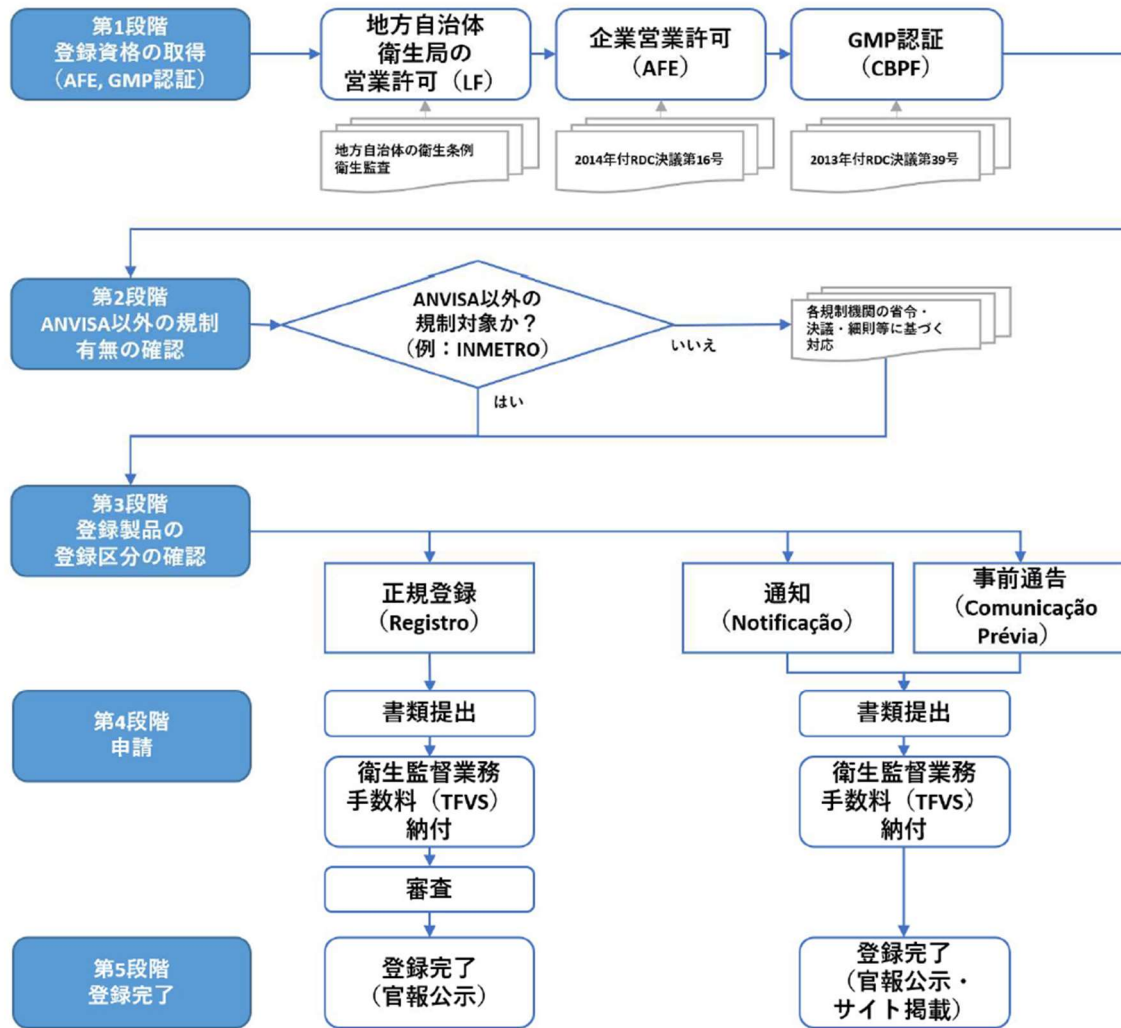 第1段階
登録資格の取得
（AFE, GMP認証）
地方自治体
衛生局の
営業許可（LF）
企業営業許可
（AFE）
GMP認証
（CBPF）
地方自治体の衛生条例
衛生監査
2014年付RDC決議第16号
2013年付RDC決議第39号
第2段階
ANVISA以外の規制
有無の確認
ANVISA以外の
規制対象か？
（例：INMETRO）
いいえ
はい
各規制機関の省令・
決議・細則等に基づく
対応
第3段階
登録製品の
登録区分の確認
正規登録
（Registro）
通知
（Notificação）
事前通告
（Comunicação
Prévia）
第4段階
申請
書類提出
書類提出
衛生監督業務
手数料（TFVS）
納付
衛生監督業務
手数料（TFVS）
納付
審査
第5段階
登録完了
登録完了
（官報公示）
登録完了
（官報公示・
サイト掲載）